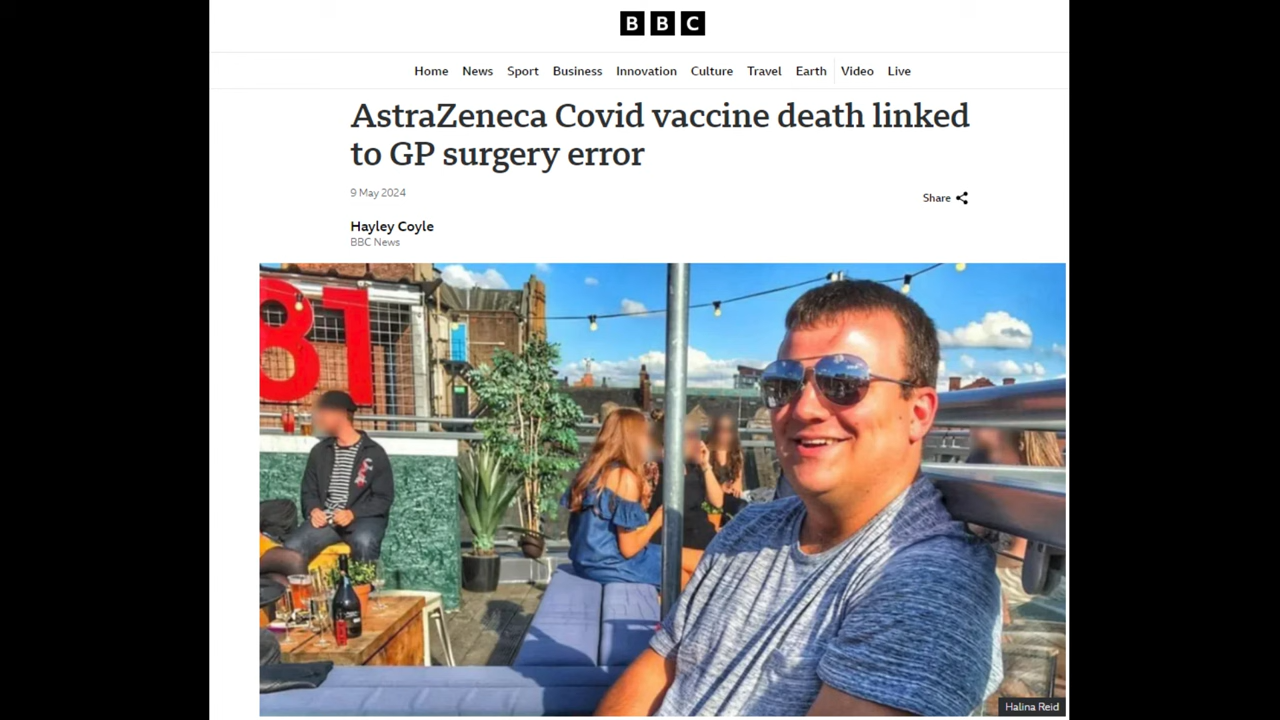 BBC
Home News Sport Business Innovation Culture Travel Earth Video Live
AstraZeneca Covid vaccine death linked
to GP surgery error
9 May 2024
Share
Hayley Coyle
BBC News
81
Halina Reid